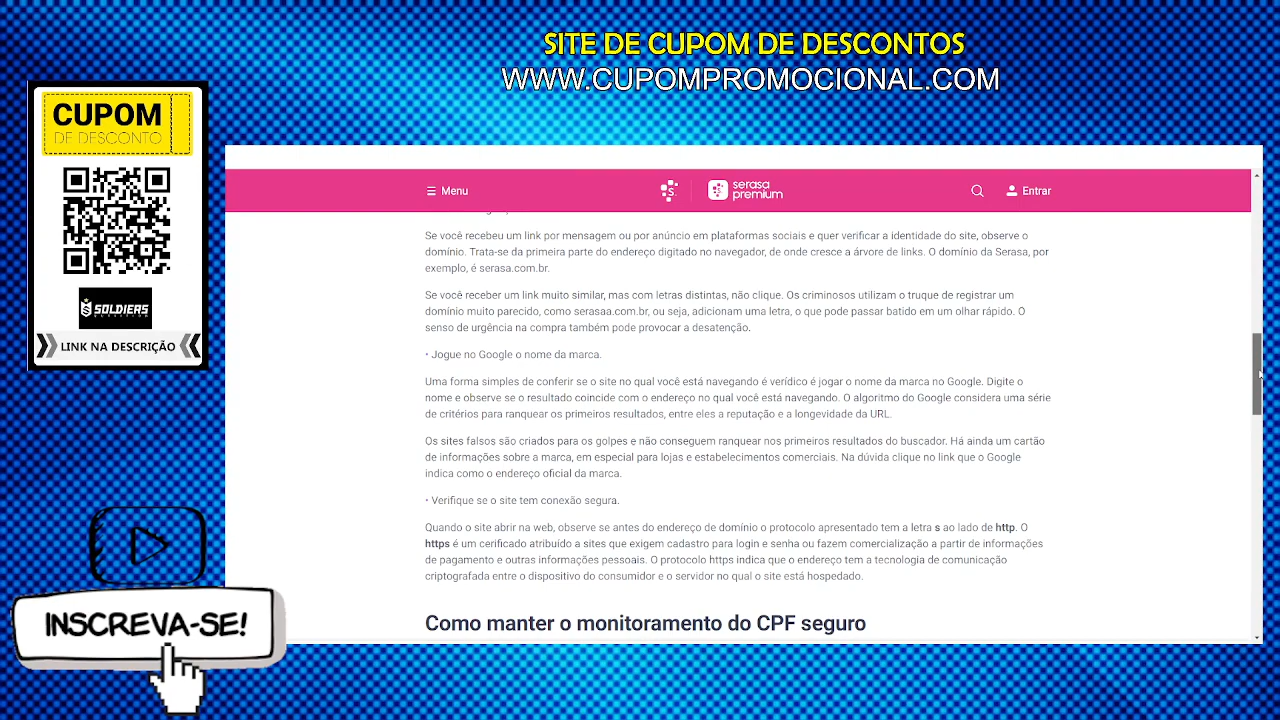 SITE DE CUPOM DE DESCONTOS
WWW.CUPOMPROMOCIONAL.COM
CUPOM
DE DESCONTO
SOLDIERS
LINK NA DESCRIÇÃO
INSCREVA-SE!
Menu
serasa
premium
Entrar
Se você recebeu um link por mensagem ou por anúncio em plataformas sociais e quer verificar a identidade do site, observe o
domínio. Trata-se da primeira parte do endereço digitado no navegador, de onde cresce a árvore de links. O domínio da Serasa, por
exemplo, é serasa.com.br.
Se você receber um link muito similar, mas com letras distintas, não clique. Os criminosos utilizam o truque de registrar um
domínio muito parecido, como serasaa.com.br, ou seja, adicionam uma letra, o que pode passar batido em um olhar rápido. O
senso de urgência na compra também pode provocar a desatenção.
• Jogue no Google o nome da marca.
Uma forma simples de conferir se o site no qual você está navegando é verídico é jogar o nome da marca no Google. Digite o
nome e observe se o resultado coincide com o endereço no qual você está navegando. O algoritmo do Google considera uma série
de critérios para ranquear os primeiros resultados, entre eles a reputação e a longevidade da URL.
Os sites falsos são criados para os golpes e não conseguem ranquear nos primeiros resultados do buscador. Há ainda um cartão
de informações sobre a marca, em especial para lojas e estabelecimentos comerciais. Na dúvida clique no link que o Google
indica como o endereço oficial da marca.
• Verifique se o site tem conexão segura.
Quando o site abrir na web, observe se antes do endereço de domínio o protocolo apresentado tem a letra s ao lado de http. O
https é um cerificado atribuído a sites que exigem cadastro para login e senha ou fazem comercialização a partir de informações
de pagamento e outras informações pessoais. O protocolo https indica que o endereço tem a tecnologia de comunicação
criptografada entre o dispositivo do consumidor e o servidor no qual o site está hospedado.
Como manter o monitoramento do CPF seguro